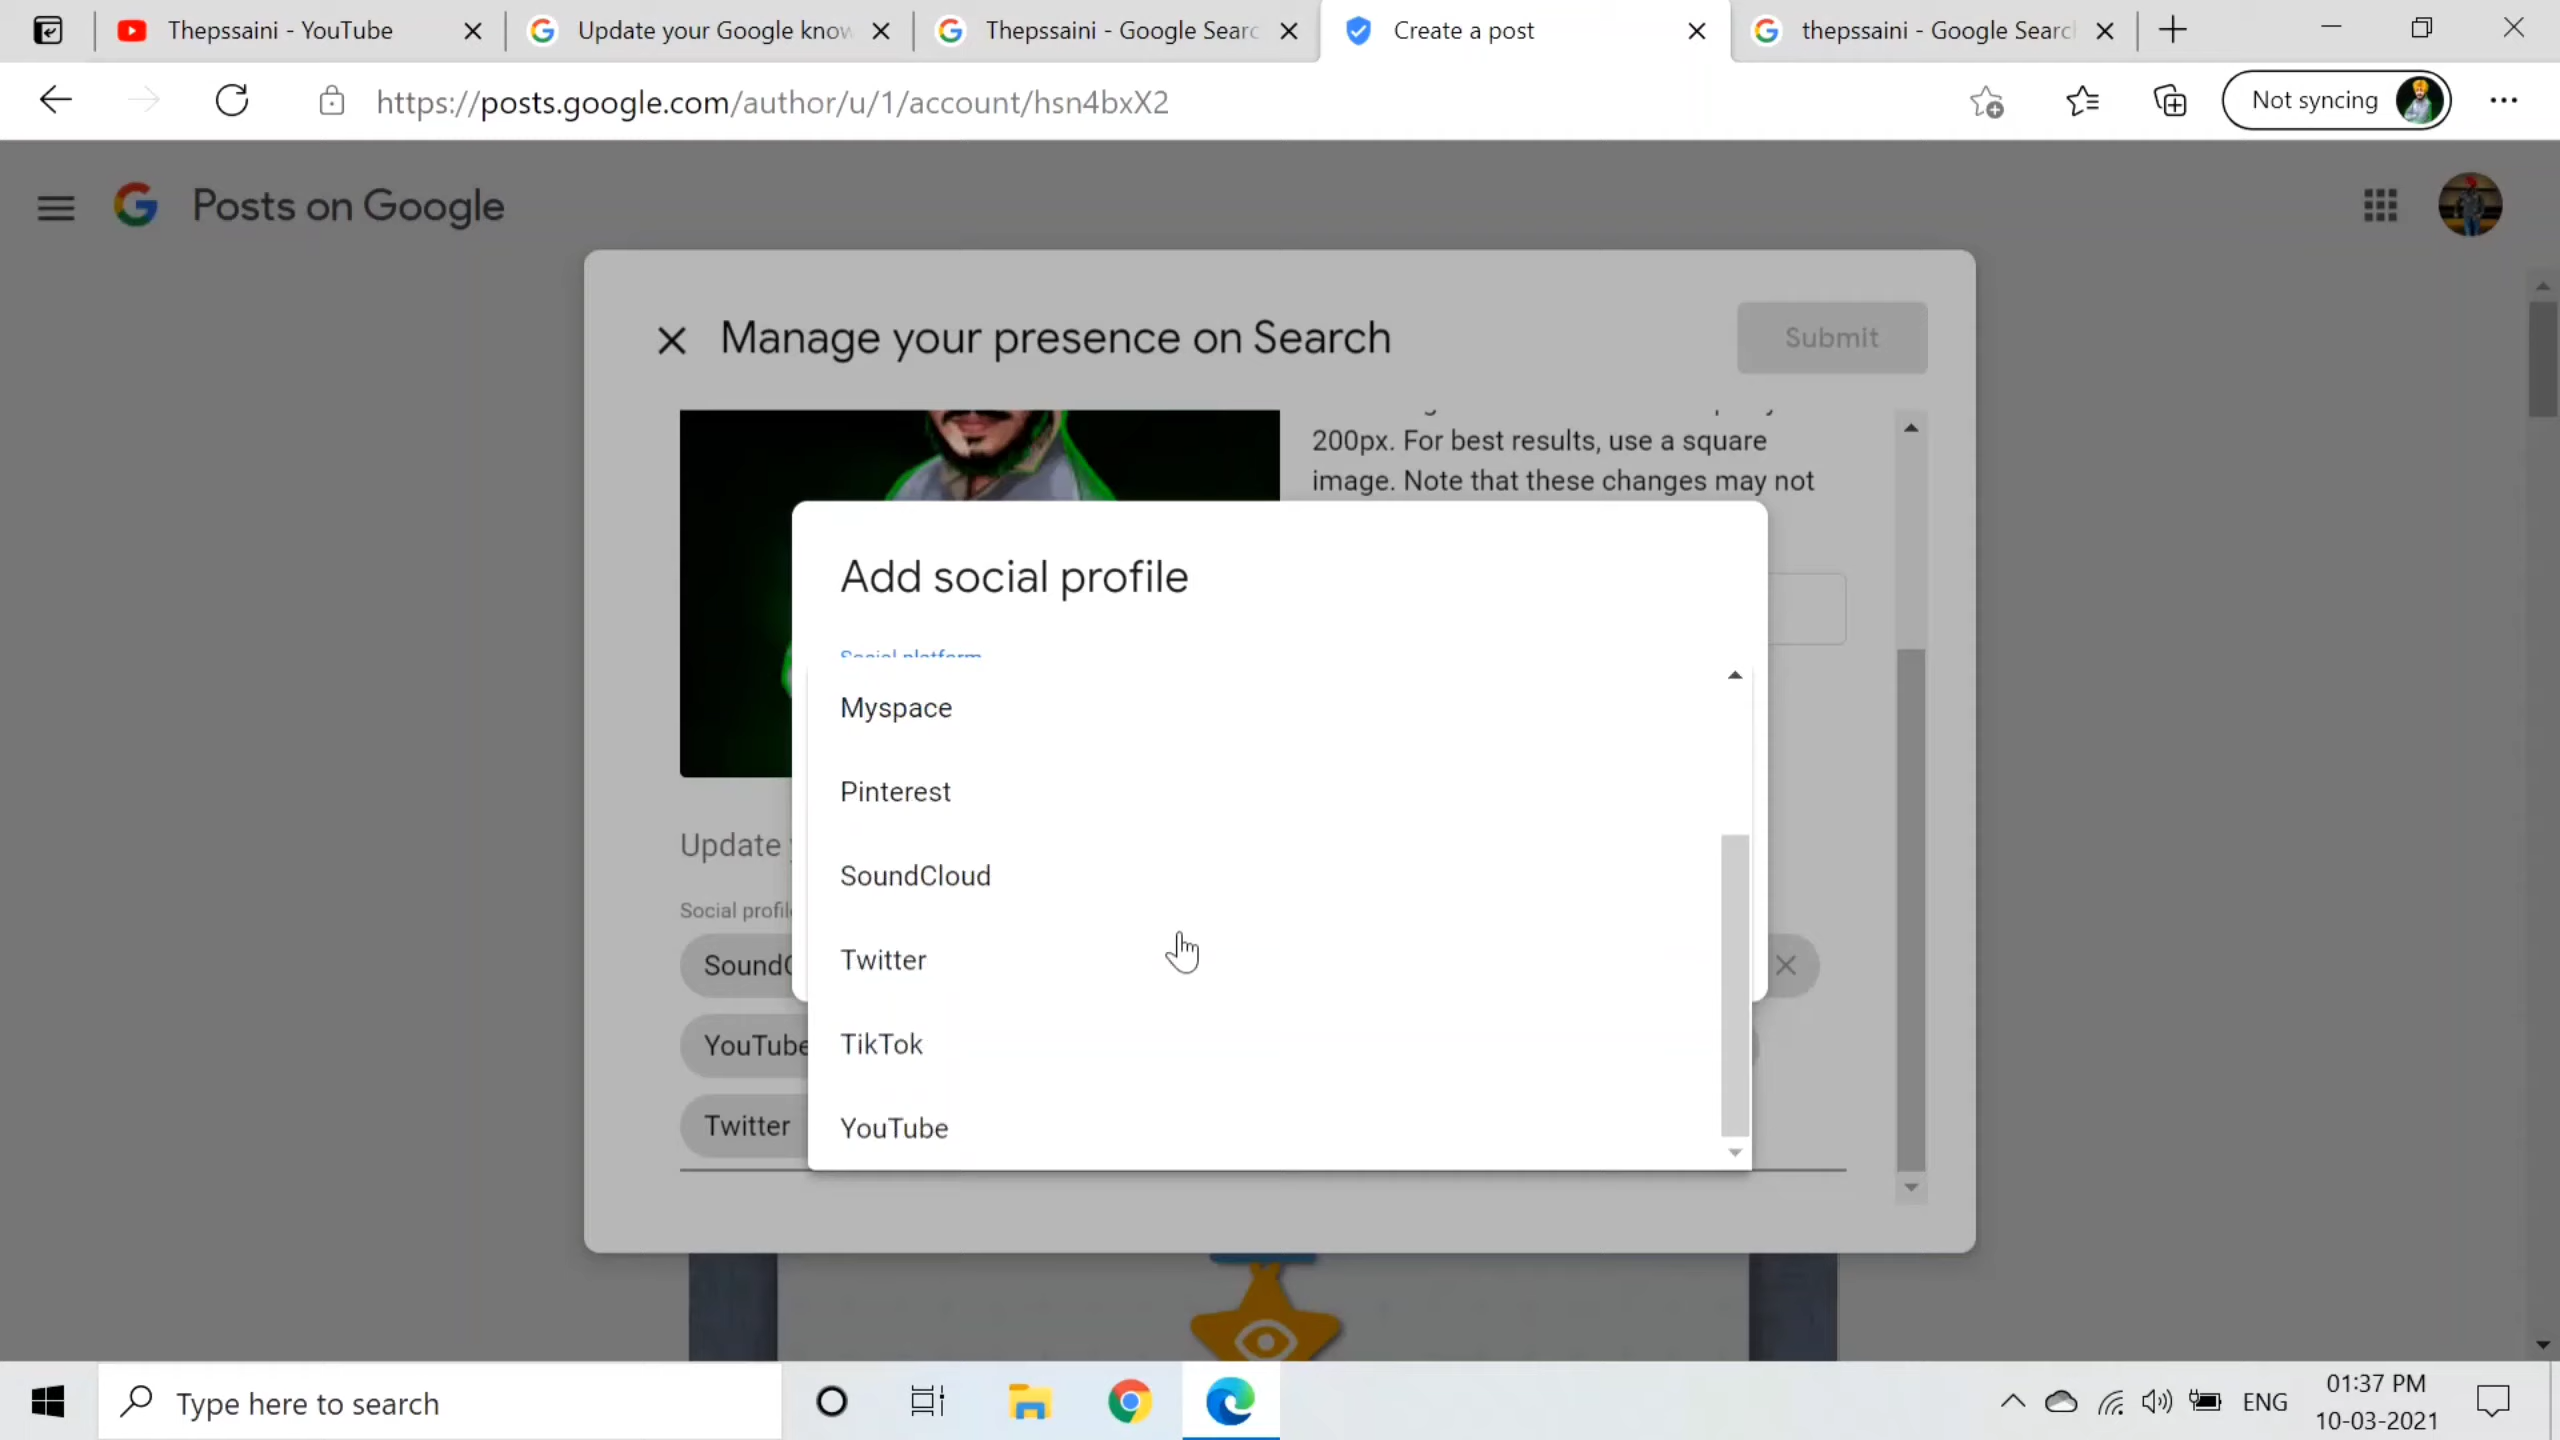 Thepssaini - YouTube
Update your Google know
Thepssaini - Google Searc
Create a post
thepssaini - Google Searc
https://posts.google.com/author/u/1/account/hsn4bxX2
Not syncing
Posts on Google
Manage your presence on Search
Submit
200px. For best results, use a square
image. Note that these changes may not
Add social profile
Social platform
Myspace
Pinterest
SoundCloud
Twitter
TikTok
YouTube
Update
Social profil
SoundC
YouTube
Twitter
Type here to search
ENG
01:37 PM
10-03-2021